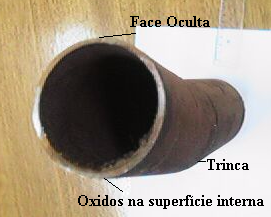 Face Oculta
Trinca
Oxidos na superficie interna